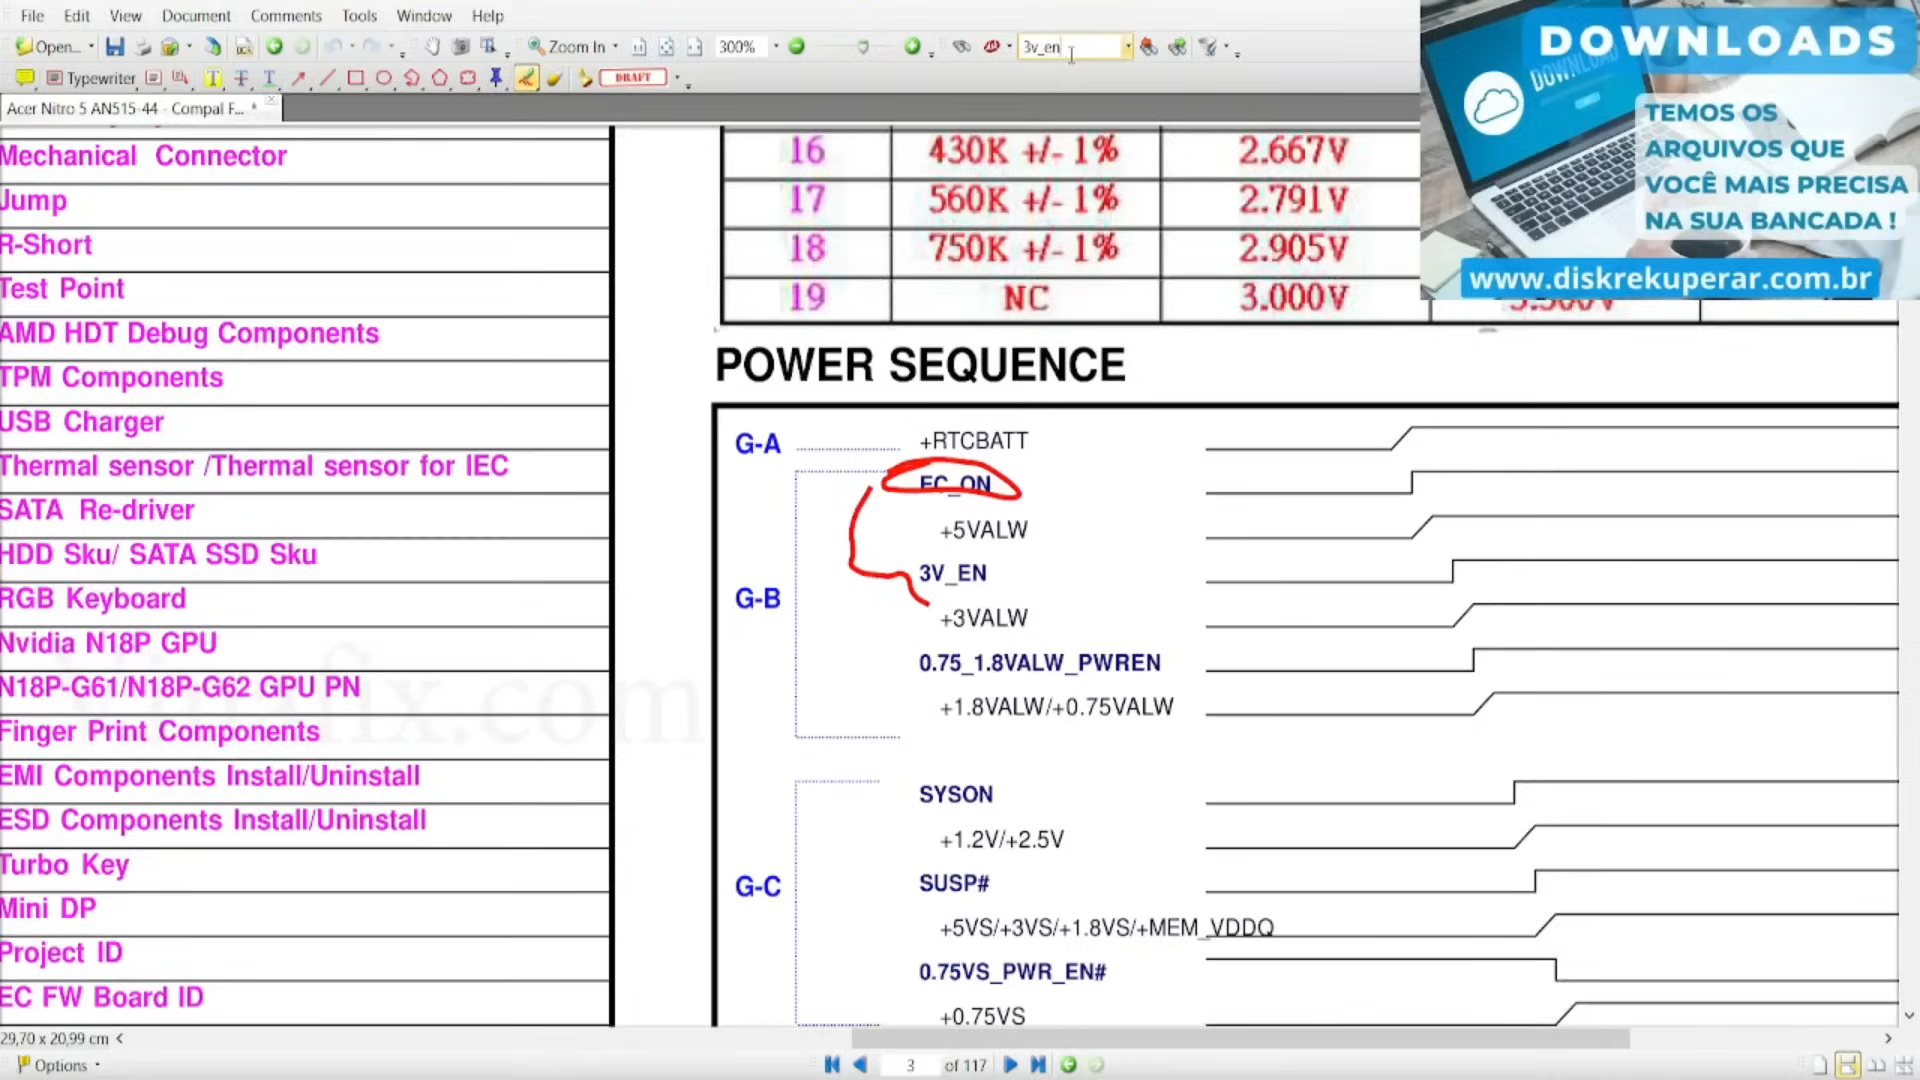 File Edit View Document Comments Tools Window Help
Open... Zoom In 300% 3v_en
Typewriter DRAFT
Acer Nitro 5 AN515-44 - Compal F... *
Mechanical Connector
Jump
R-Short
Test Point
AMD HDT Debug Components
TPM Components
USB Charger
Thermal sensor /Thermal sensor for IEC
SATA Re-driver
HDD Sku/ SATA SSD Sku
RGB Keyboard
Nvidia N18P GPU
N18P-G61/N18P-G62 GPU PN
Finger Print Components
EMI Components Install/Uninstall
ESD Components Install/Uninstall
Turbo Key
Mini DP
Project ID
EC FW Board ID
16 430K +/- 1% 2.667V
17 560K +/- 1% 2.791V
18 750K +/- 1% 2.905V
19 NC 3.000V
POWER SEQUENCE
G-A +RTCBATT
EC_ON
+5VALW
3V_EN
G-B
+3VALW
0.75_1.8VALW_PWREN
+1.8VALW/+0.75VALW
SYSON
+1.2V/+2.5V
G-C SUSP#
+5VS/+3VS/+1.8VS/+MEM_VDDQ
0.75VS_PWR_EN#
+0.75VS
DOWNLOADS
DOWNLOAD
TEMOS OS
ARQUIVOS QUE
VOCÊ MAIS PRECISA
NA SUA BANCADA !
www.diskrekuperar.com.br
29,70 x 20,99 cm
Options 3 of 117